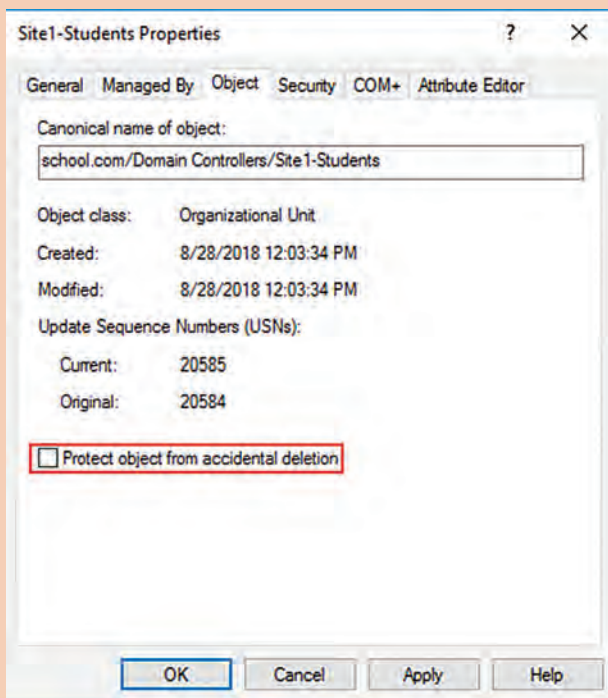 Site1-Students Properties ? X
General Managed By Object Security COM+ Attribute Editor
Canonical name of object:
school.com/Domain Controllers/Site1-Students
Object class: Organizational Unit
Created: 8/28/2018 12:03:34 PM
Modified: 8/28/2018 12:03:34 PM
Update Sequence Numbers (USNs):
Current: 20585
Original: 20584
Protect object from accidental deletion
OK Cancel Apply Help